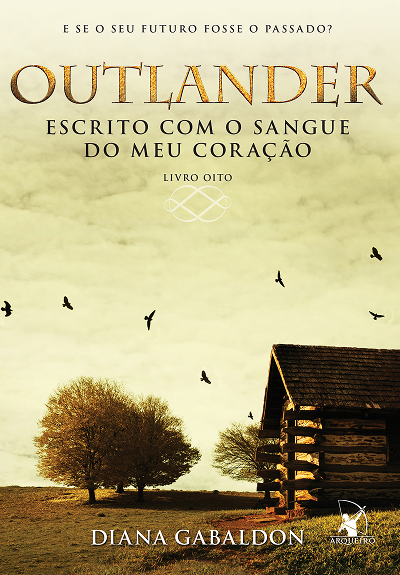 E SE O SEU FUTURO FOSSE O PASSADO?
OUTLANDER
ESCRITO COM O SANGUE
DO MEU CORAÇÃO
LIVRO OITO
DIANA GABALDON
ARQUEIRO